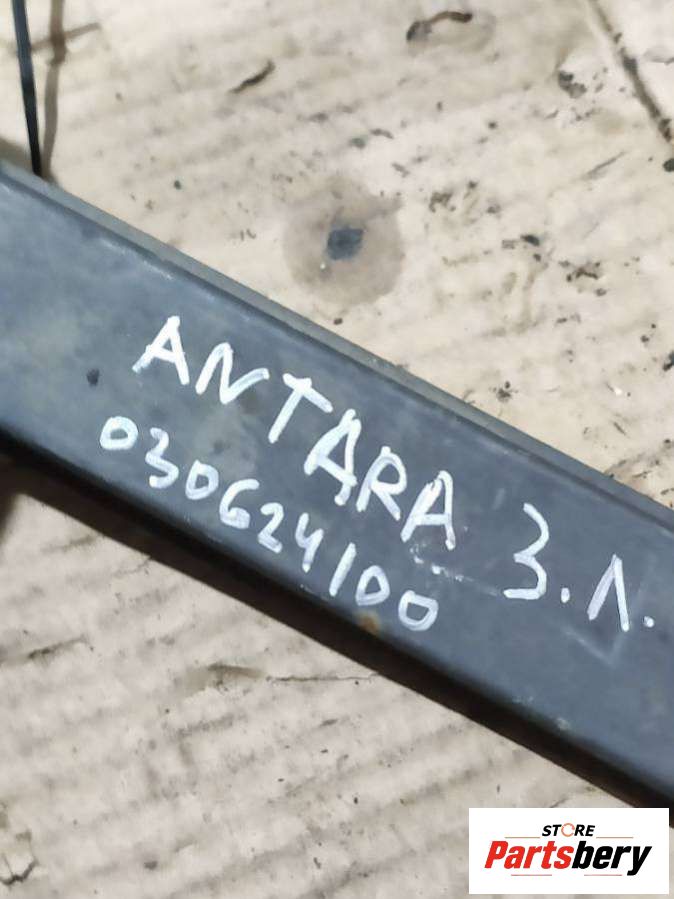 ANTARA 3.Л.
030624100
STORE
Partsbery